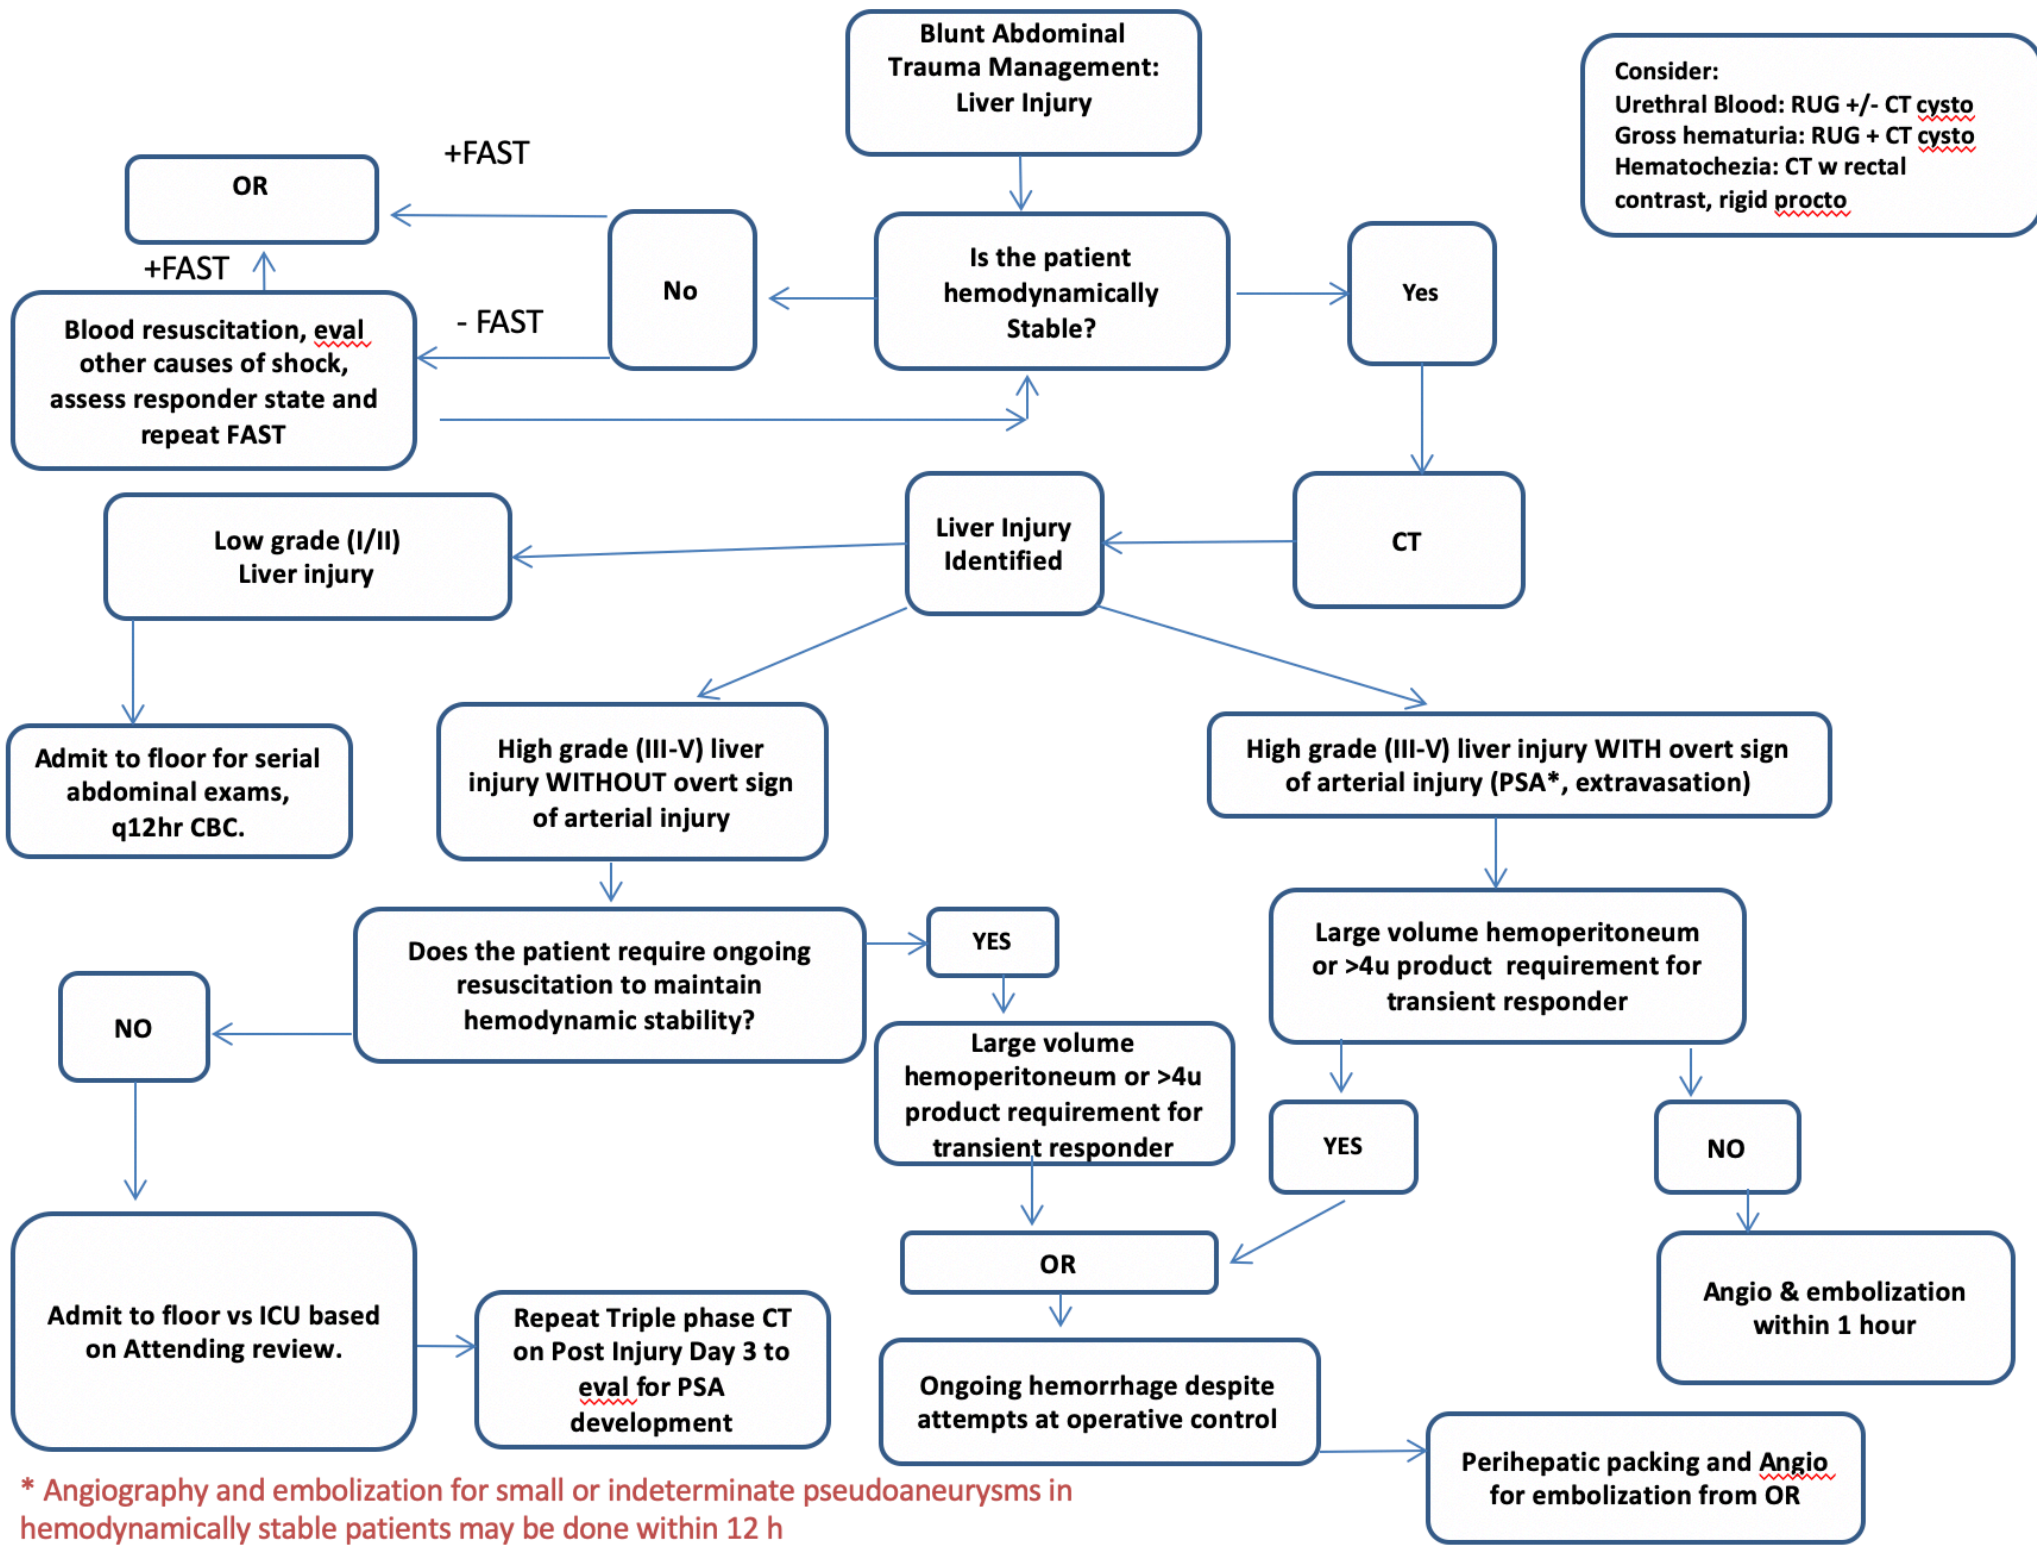 Blunt Abdominal
Trauma Management:
Liver Injury
Consider:
Urethral Blood: RUG +/- CT cysto
Gross hematuria: RUG + CT cysto
Hematochezia: CT w rectal
contrast, rigid procto
+FAST
OR
No
Is the patient
hemodynamically
Stable?
Yes
+FAST
- FAST
Blood resuscitation, eval
other causes of shock,
assess responder state and
repeat FAST
Low grade (I/II)
Liver injury
Liver Injury
Identified
CT
Admit to floor for serial
abdominal exams,
q12hr CBC.
High grade (III-V) liver
injury WITHOUT overt sign
of arterial injury
High grade (III-V) liver injury WITH overt sign
of arterial injury (PSA*, extravasation)
Does the patient require ongoing
resuscitation to maintain
hemodynamic stability?
YES
Large volume hemoperitoneum
or >4u product requirement for
transient responder
NO
Large volume
hemoperitoneum or >4u
product requirement for
transient responder
YES
NO
OR
Angio & embolization
within 1 hour
Admit to floor vs ICU based
on Attending review.
Repeat Triple phase CT
on Post Injury Day 3 to
eval for PSA
development
Ongoing hemorrhage despite
attempts at operative control
Perihepatic packing and Angio
for embolization from OR
* Angiography and embolization for small or indeterminate pseudoaneurysms in
hemodynamically stable patients may be done within 12 h